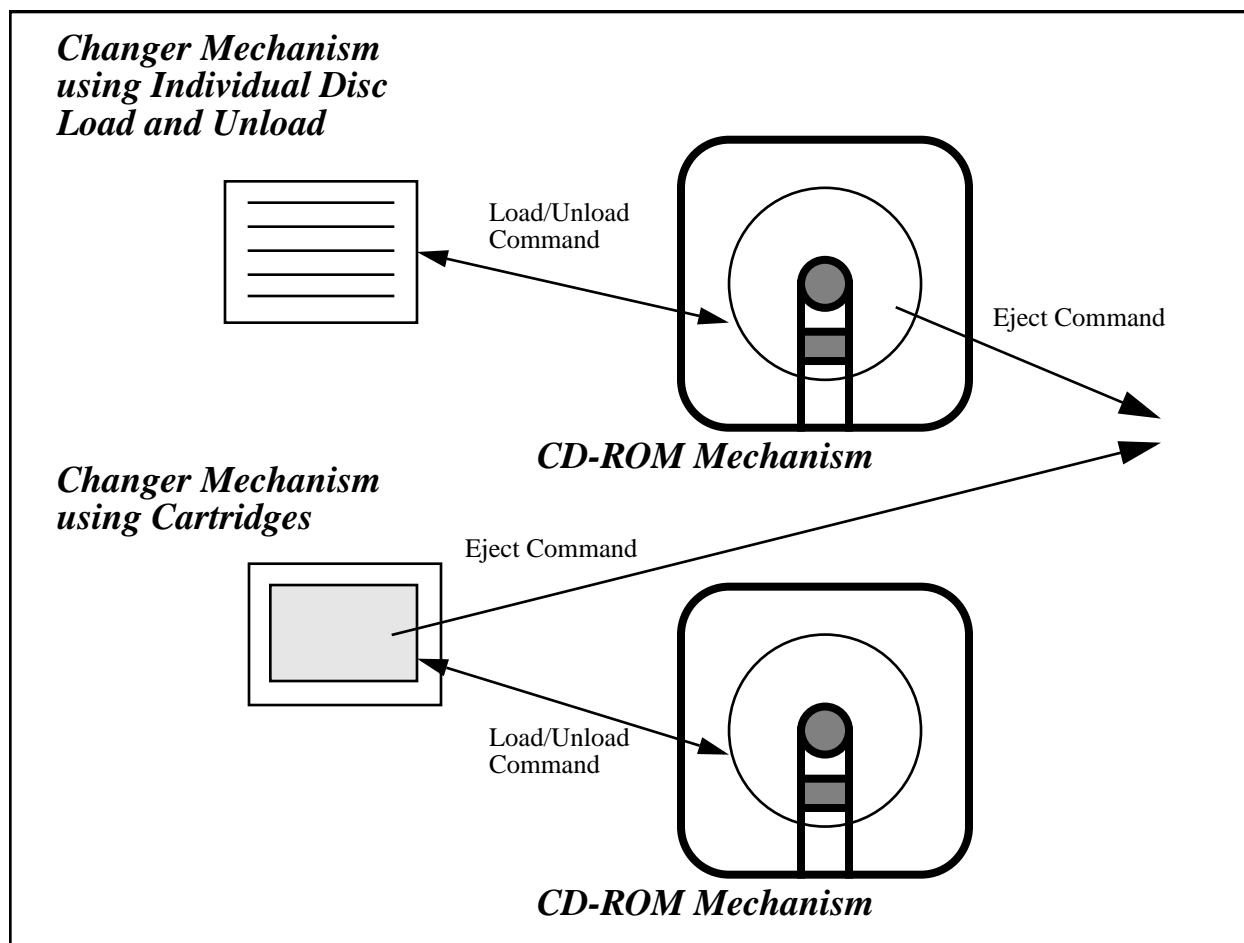 Changer Mechanism
using Individual Disc
Load and Unload
Load/Unload
Command
Eject Command
CD-ROM Mechanism
Changer Mechanism
using Cartridges
Eject Command
Load/Unload
Command
CD-ROM Mechanism